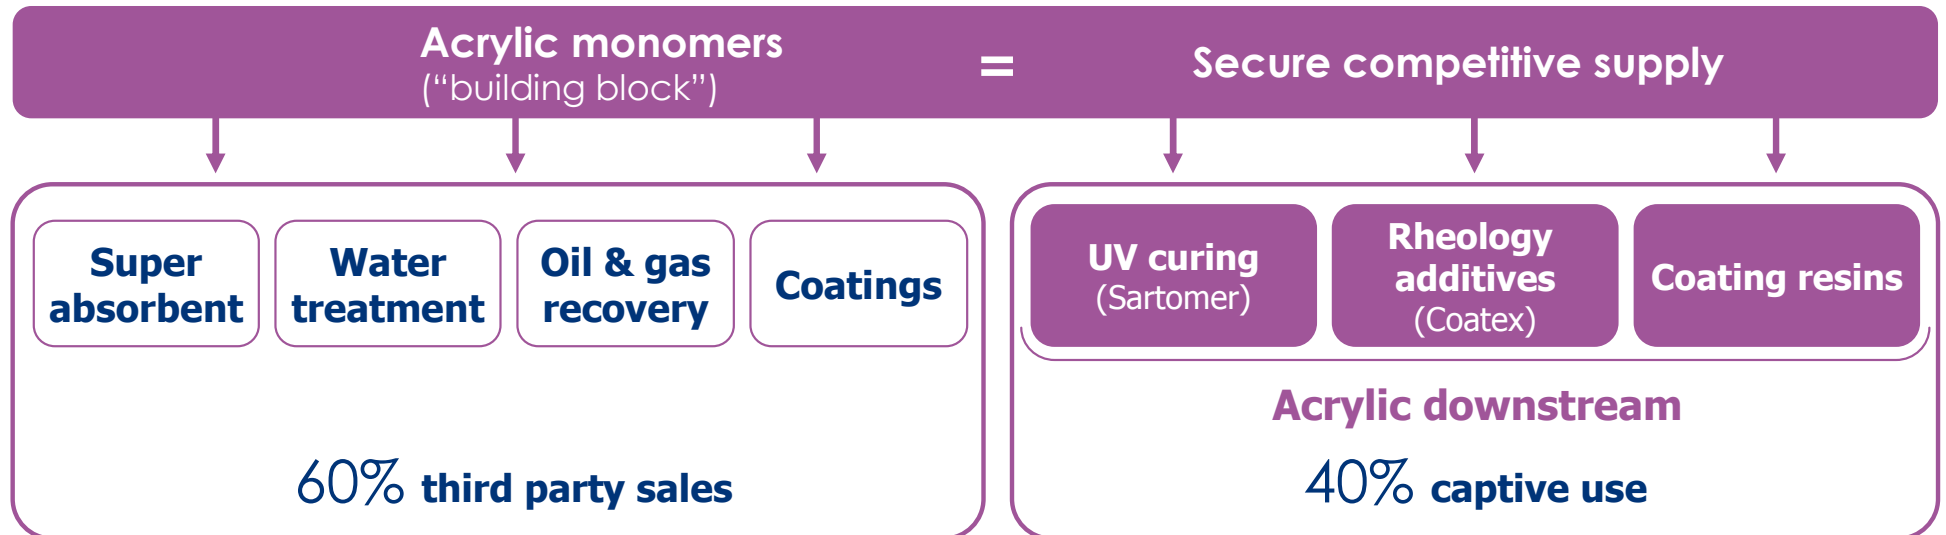 Acrylic monomers
(“building block”)
=
Secure competitive supply
Super
absorbent
Water
treatment
Oil & gas
recovery
Coatings
UV curing
(Sartomer)
Rheology
additives
(Coatex)
Coating resins
Acrylic downstream
60% third party sales
40% captive use